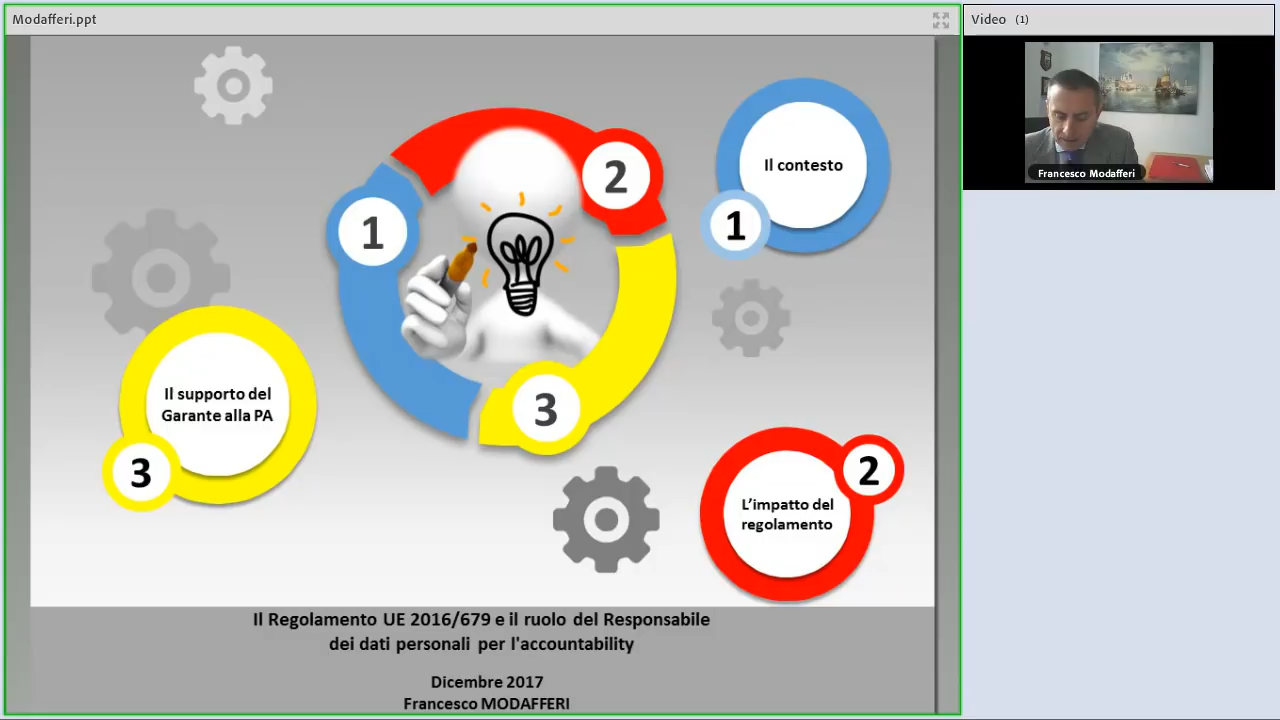 Modafferi.ppt
Video (1)
Francesco Modafferi
1
2
3
Il contesto
1
Il supporto del
Garante alla PA
3
L’impatto del
regolamento
2
Il Regolamento UE 2016/679 e il ruolo del Responsabile
dei dati personali per l'accountability
Dicembre 2017
Francesco MODAFFERI